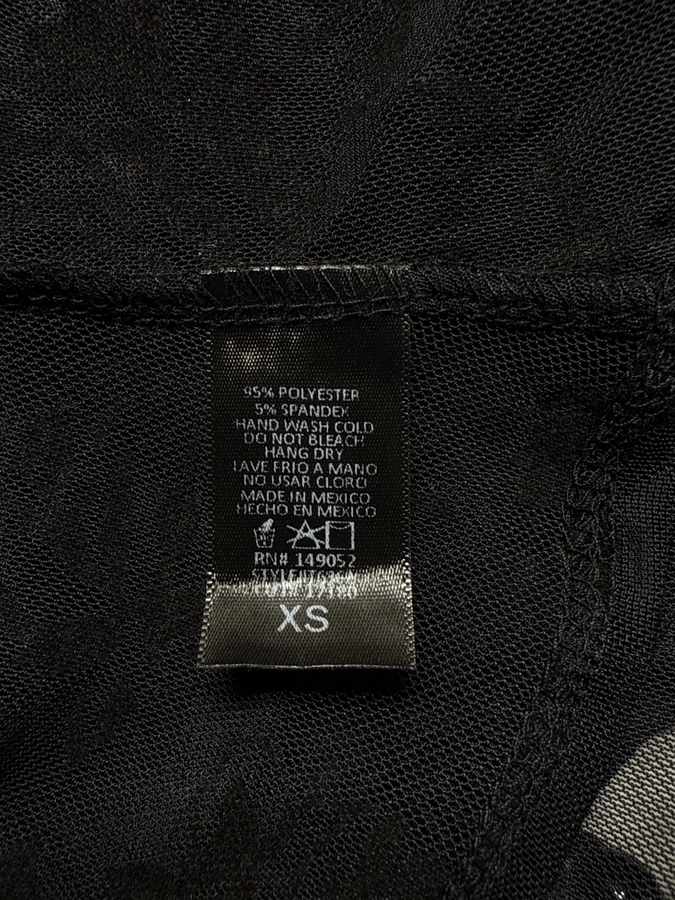 95% POLYESTER
5% SPANDEX
HAND WASH COLD
DO NOT BLEACH
HANG DRY
LAVE FRIO A MANO
NO USAR CLORO
MADE IN MEXICO
HECHO EN MEXICO
RN# 149052
XS